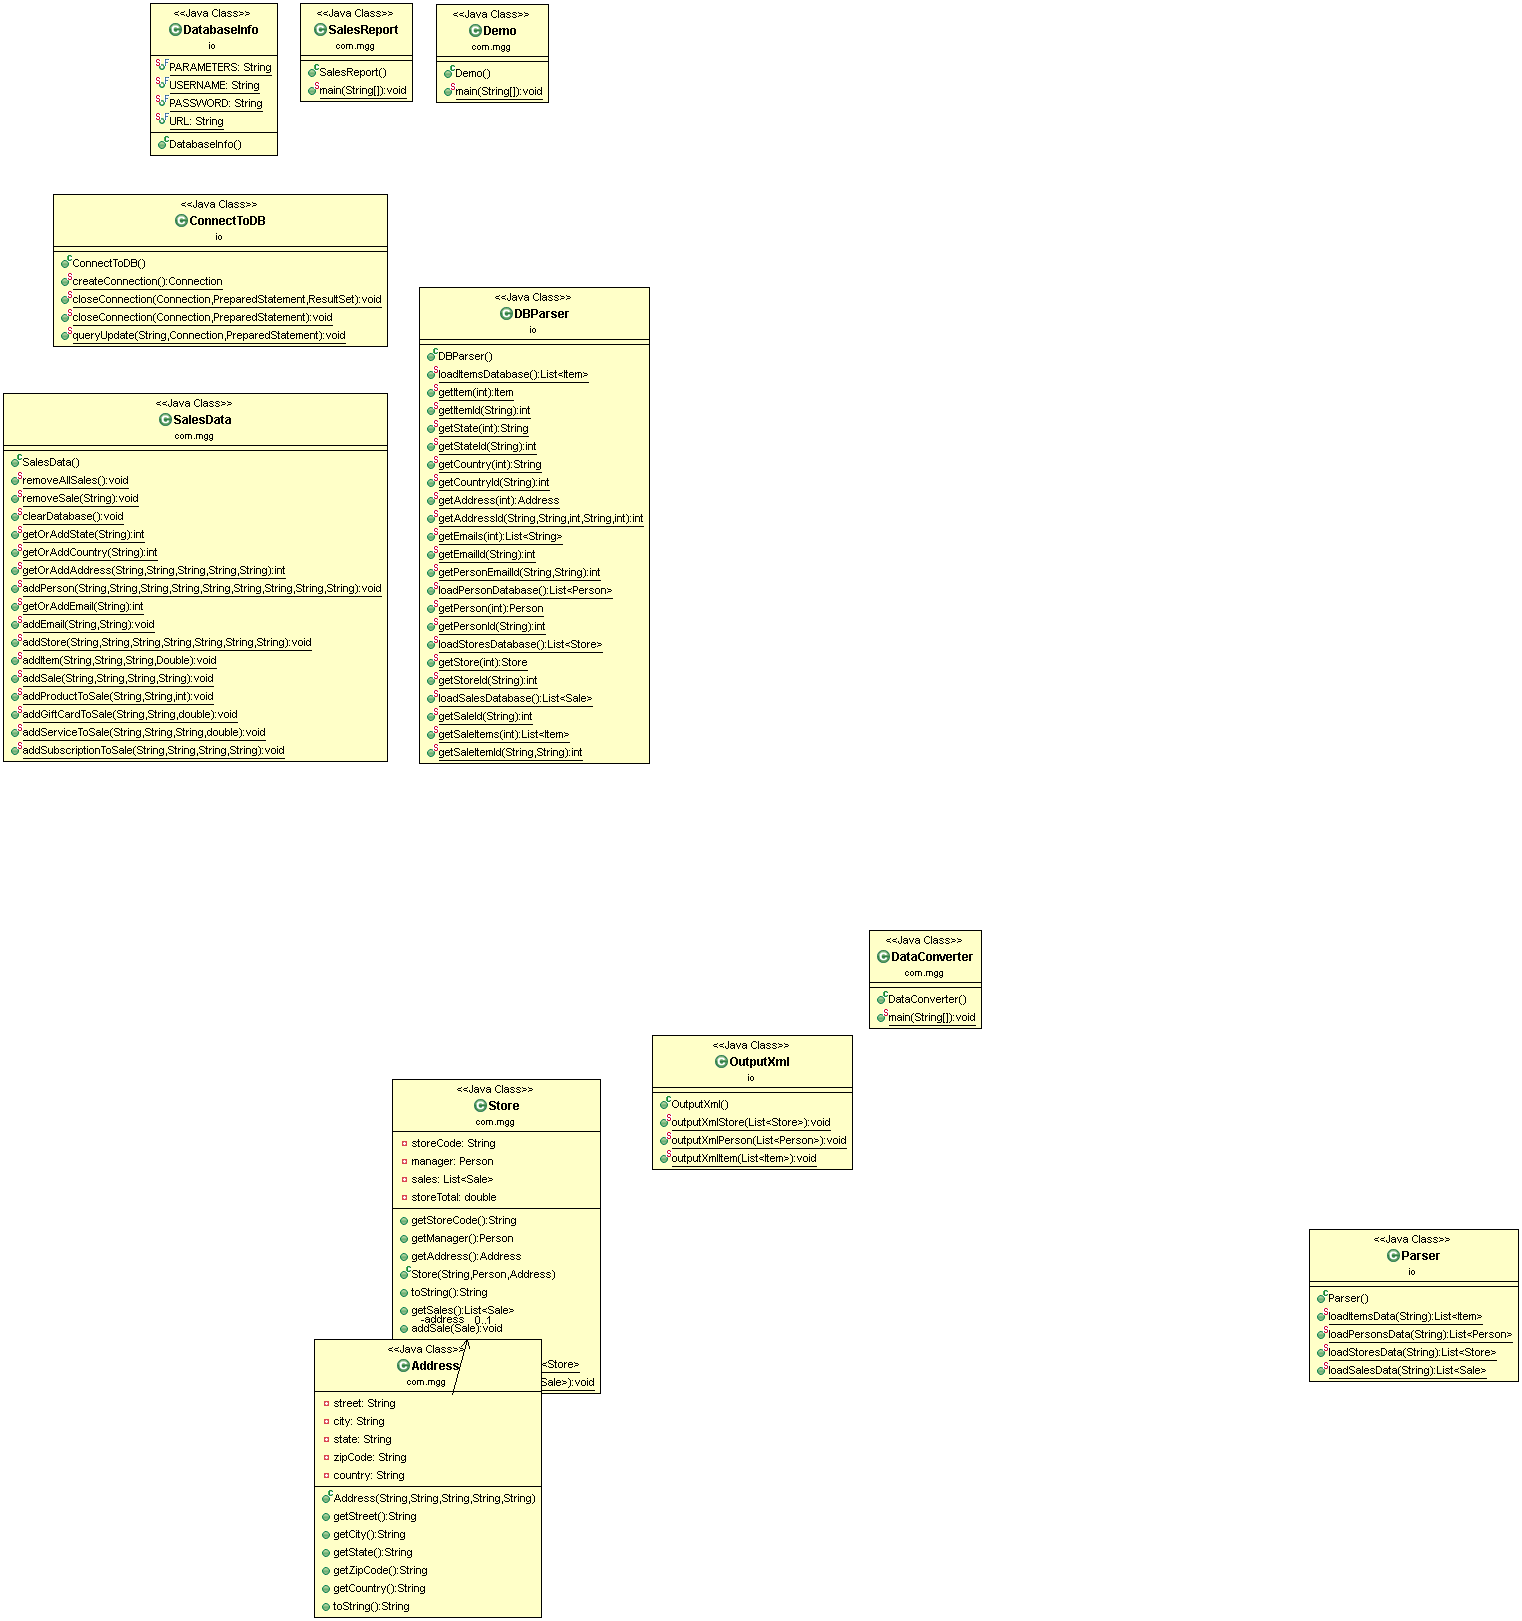 <<Java Class>>
DatabaseInfo
io
PARAMETERS: String
USERNAME: String
PASSWORD: String
URL: String
DatabaseInfo()
<<Java Class>>
SalesReport
com.mgg
SalesReport()
main(String[]):void
<<Java Class>>
Demo
com.mgg
Demo()
main(String[]):void
<<Java Class>>
ConnectToDB
io
ConnectToDB()
createConnection():Connection
closeConnection(Connection,PreparedStatement,ResultSet):void
closeConnection(Connection,PreparedStatement):void
queryUpdate(String,Connection,PreparedStatement):void
<<Java Class>>
DBParser
io
DBParser()
loadItemsDatabase():List<Item>
getItem(int):Item
getItemId(String):int
getState(int):String
getStateId(String):int
getCountry(int):String
getCountryId(String):int
getAddress(int):Address
getAddressId(String,String,int,String,int):int
getEmails(int):List<String>
getEmailId(String):int
getPersonEmailId(String,String):int
loadPersonDatabase():List<Person>
getPerson(int):Person
getPersonId(String):int
loadStoresDatabase():List<Store>
getStore(int):Store
getStoreId(String):int
loadSalesDatabase():List<Sale>
getSaleId(String):int
getSaleItems(int):List<Item>
getSaleItemId(String,String):int
<<Java Class>>
SalesData
com.mgg
SalesData()
removeAllSales():void
removeSale(String):void
clearDatabase():void
getOrAddState(String):int
getOrAddCountry(String):int
getOrAddAddress(String,String,String,String,String):int
addPerson(String,String,String,String,String,String,String,String,String):void
getOrAddEmail(String):int
addEmail(String,String):void
addStore(String,String,String,String,String,String,String):void
addItem(String,String,String,Double):void
addSale(String,String,String,String):void
addProductToSale(String,String,int):void
addGiftCardToSale(String,String,double):void
addServiceToSale(String,String,String,double):void
addSubscriptionToSale(String,String,String,String):void
<<Java Class>>
DataConverter
com.mgg
DataConverter()
main(String[]):void
<<Java Class>>
OutputXml
io
OutputXml()
outputXmlStore(List<Store>):void
outputXmlPerson(List<Person>):void
outputXmlItem(List<Item>):void
<<Java Class>>
Store
com.mgg
storeCode: String
manager: Person
sales: List<Sale>
storeTotal: double
getStoreCode():String
getManager():Person
getAddress():Address
Store(String,Person,Address)
toString():String
getSales():List<Sale>
-address 0..1
addSale(Sale):void
<Store>
Sale>):void
<<Java Class>>
Address
com.mgg
street: String
city: String
state: String
zipCode: String
country: String
Address(String,String,String,String,String)
getStreet():String
getCity():String
getState():String
getZipCode():String
getCountry():String
toString():String
<<Java Class>>
Parser
io
Parser()
loadItemsData(String):List<Item>
loadPersonsData(String):List<Person>
loadStoresData(String):List<Store>
loadSalesData(String):List<Sale>